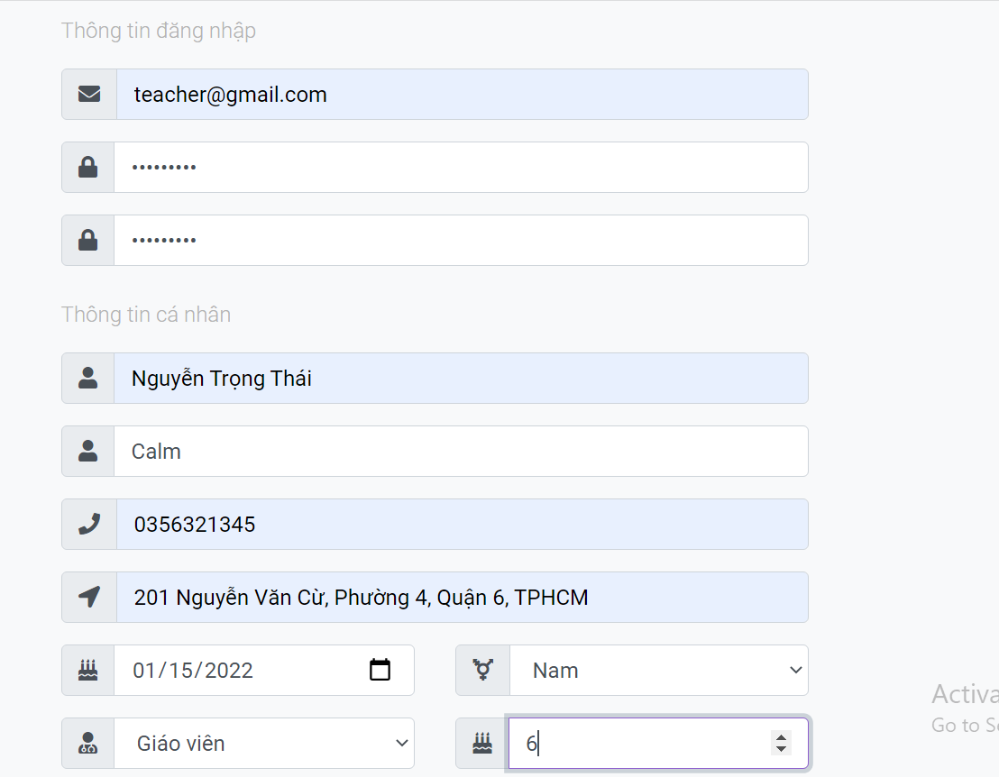 Thông tin đăng nhập
teacher@gmail.com
•••••••••
•••••••••
Thông tin cá nhân
Nguyễn Trọng Thái
Calm
0356321345
201 Nguyễn Văn Cừ, Phường 4, Quận 6, TPHCM
01/15/2022 Nam
Giáo viên 6
Activa
Go to